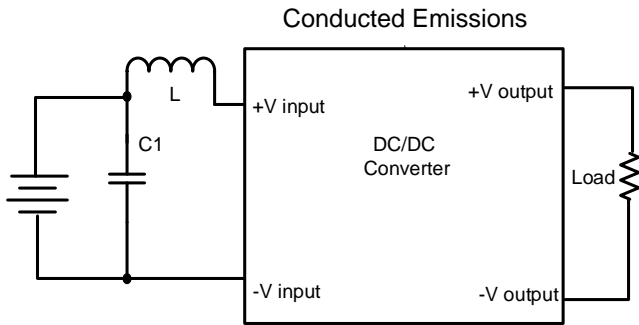 Conducted Emissions
L
+V input
+V output
C1
DC/DC
Converter
Load
-V input
-V output